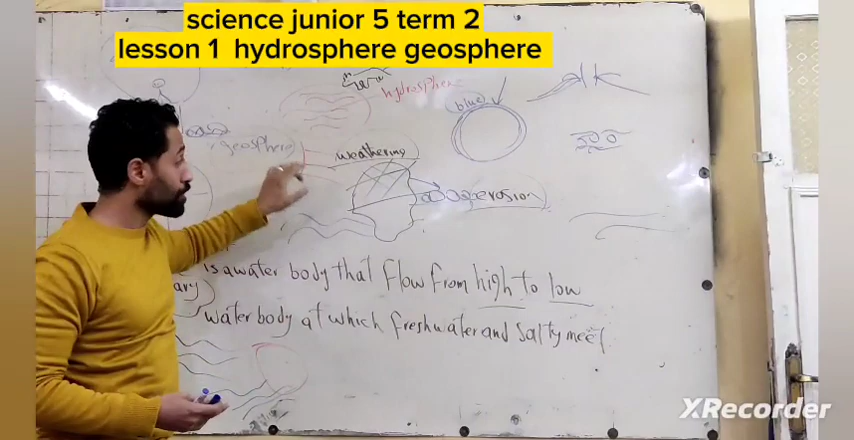 science junior 5 term 2
lesson 1 hydrosphere geosphere
hydrosphere
blue
geosphere
weathering
erosion
is a water body that flow from high to low
ary
water body at which freshwater and salty meet
XRecorder